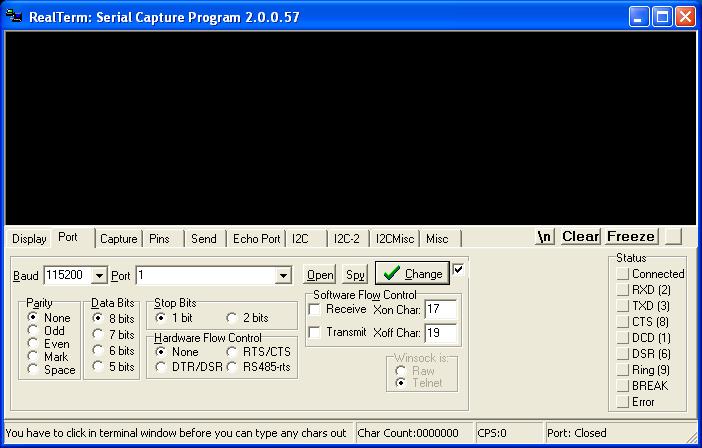 RealTerm: Serial Capture Program 2.0.0.57
Display Port Capture Pins Send Echo Port I2C I2C-2 I2CMisc Misc \n Clear Freeze
Baud 115200 Port 1 Open Spy Change
Parity
None
Odd
Even
Mark
Space
Data Bits
8 bits
7 bits
6 bits
5 bits
Stop Bits
1 bit 2 bits
Hardware Flow Control
None RTS/CTS
DTR/DSR RS485-rts
Software Flow Control
Receive Xon Char: 17
Transmit Xoff Char: 19
Winsock is:
Raw
Telnet
Status
Connected
RXD (2)
TXD (3)
CTS (8)
DCD (1)
DSR (6)
Ring (9)
BREAK
Error
You have to click in terminal window before you can type any chars out Char Count:0000000 CPS:0 Port: Closed